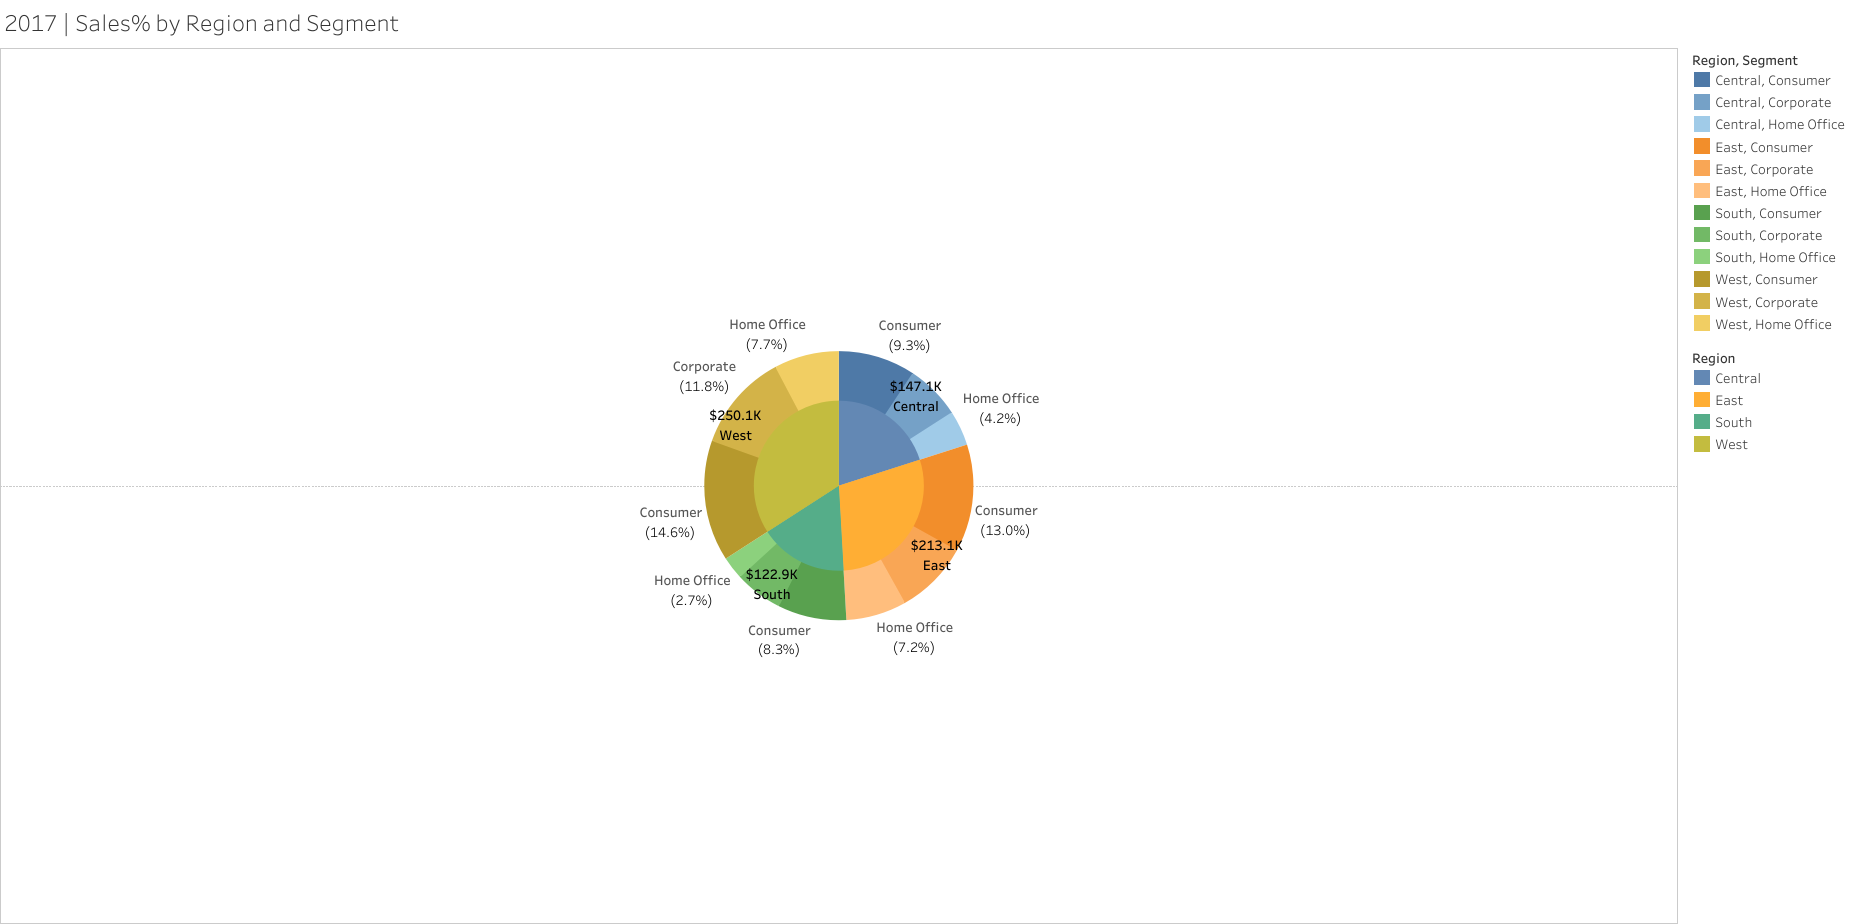 2017 | Sales% by Region and Segment
Home Office
(7.7%)
Consumer
(9.3%)
Corporate
(11.8%)
$147.1K
Central
Home Office
(4.2%)
$250.1K
West
Consumer
(14.6%)
Consumer
(13.0%)
$213.1K
East
Home Office
(2.7%)
$122.9K
South
Consumer
(8.3%)
Home Office
(7.2%)
Region, Segment
Central, Consumer
Central, Corporate
Central, Home Office
East, Consumer
East, Corporate
East, Home Office
South, Consumer
South, Corporate
South, Home Office
West, Consumer
West, Corporate
West, Home Office
Region
Central
East
South
West